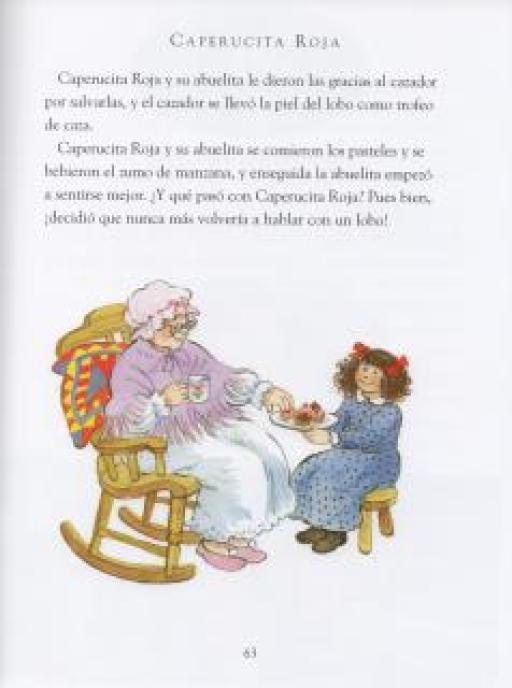 CAPERUCITA ROJA
Caperucita Roja y su abuelita le dieron las gracias al cazador
por salvarlas, y el cazador se llevó la piel del lobo como trofeo
de caza.
Caperucita Roja y su abuelita se comieron los pasteles y se
bebieron el zumo de manzana, y enseguida la abuelita empezó
a sentirse mejor. ¿Y qué pasó con Caperucita Roja? Pues bien,
¡decidió que nunca más volvería a hablar con un lobo!
63